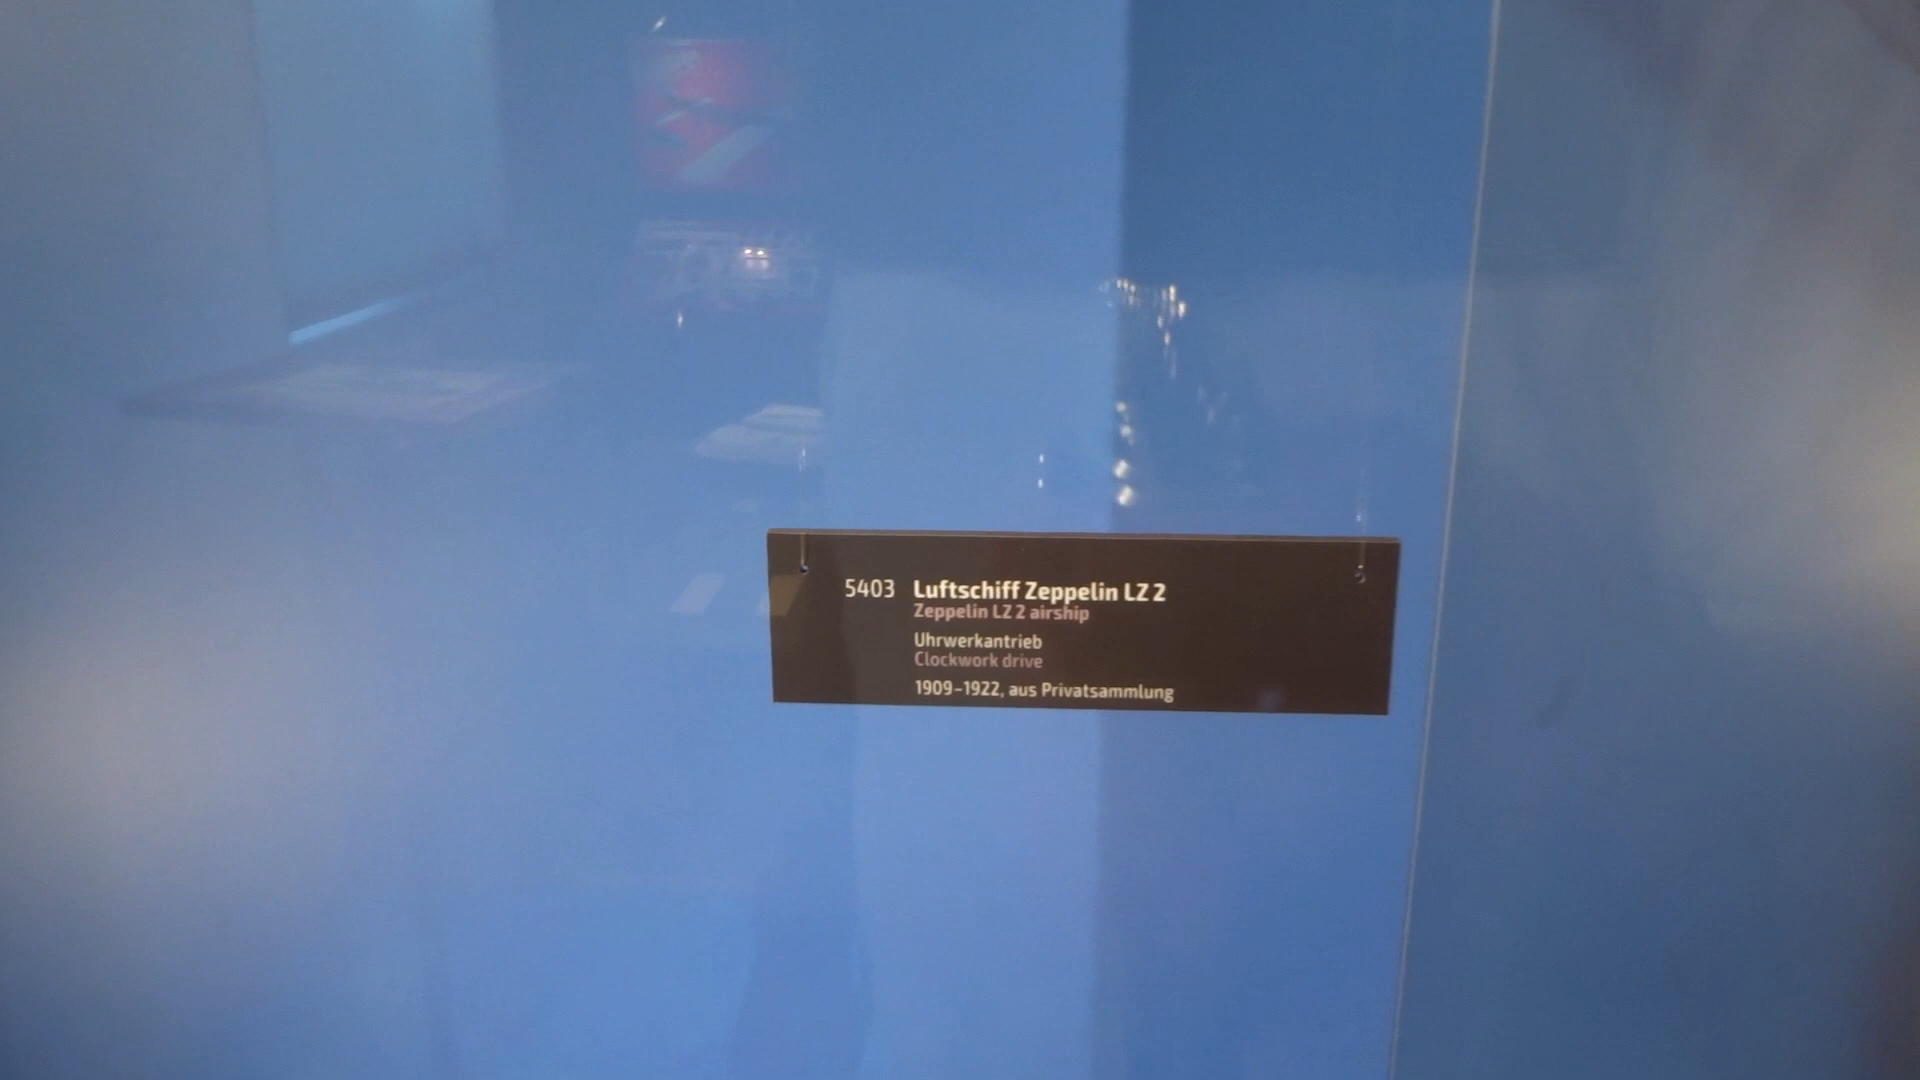 5403 Luftschiff Zeppelin LZ 2
Zeppelin LZ 2 airship
Uhrwerkantrieb
Clockwork drive
1909–1922, aus Privatsammlung